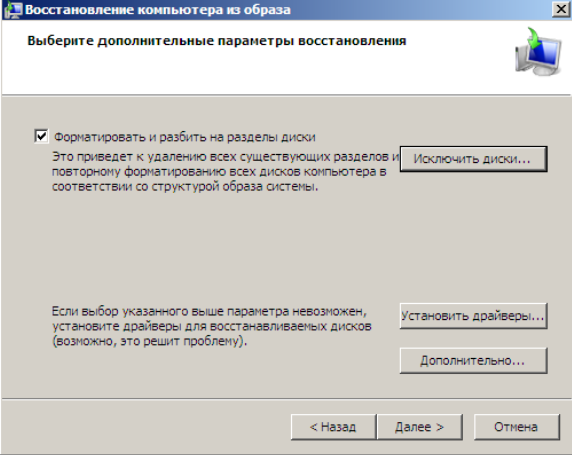 Восстановление компьютера из образа
Выберите дополнительные параметры восстановления
Форматировать и разбить на разделы диски
Это приведет к удалению всех существующих разделов и
повторному форматированию всех дисков компьютера в
соответствии со структурой образа системы.
Исключить диски...
Если выбор указанного выше параметра невозможен,
установите драйверы для восстанавливаемых дисков
(возможно, это решит проблему).
Установить драйверы...
Дополнительно...
< Назад
Далее >
Отмена